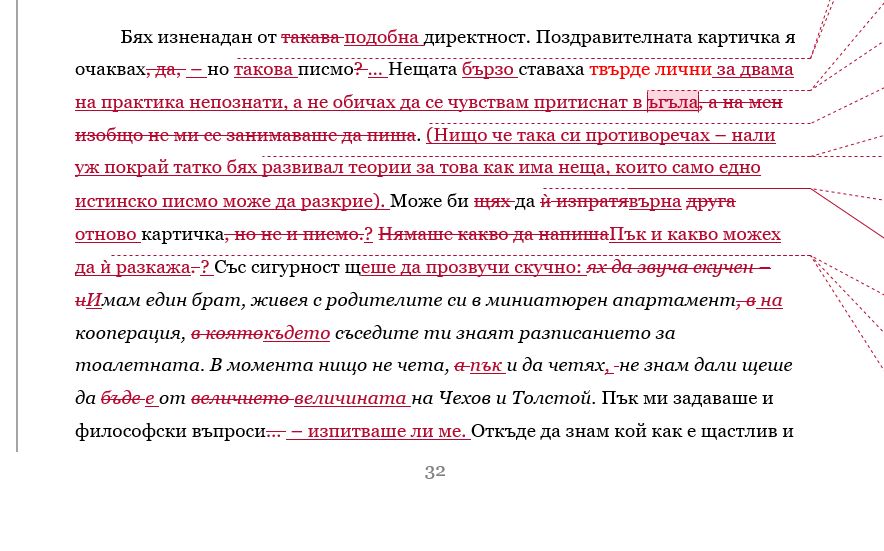 Бях изненадан от такава подобна директност. Поздравителната картичка я
очаквах, да, – но такова писмо? ... Нещата бързо ставаха твърде лични за двама
на практика непознати, а не обичах да се чувствам притиснат в ъгъла, а на мен
изобщо не ми се занимаваше да пиша. (Нищо че така си противоречах – нали
уж покрай татко бях развивал теории за това как има неща, които само едно
истинско писмо може да разкрие). Може би щях да ѝ изпратявърна друга
отново картичка, но не и писмо.? Нямаше какво да напишаПък и какво можех
да ѝ разкажа. ? Със сигурност щеше да прозвучи скучно: ях да звуча скучен –
иИмам един брат, живея с родителите си в миниатюрен апартамент, в на
кооперация, в коятокъдето съседите ти знаят разписанието за
тоалетната. В момента нищо не чета, а пък и да четях, -не знам дали щеше
да бъде е от величието величината на Чехов и Толстой. Пък ми задаваше и
философски въпроси... – изпитваше ли ме. Откъде да знам кой как е щастлив и
32